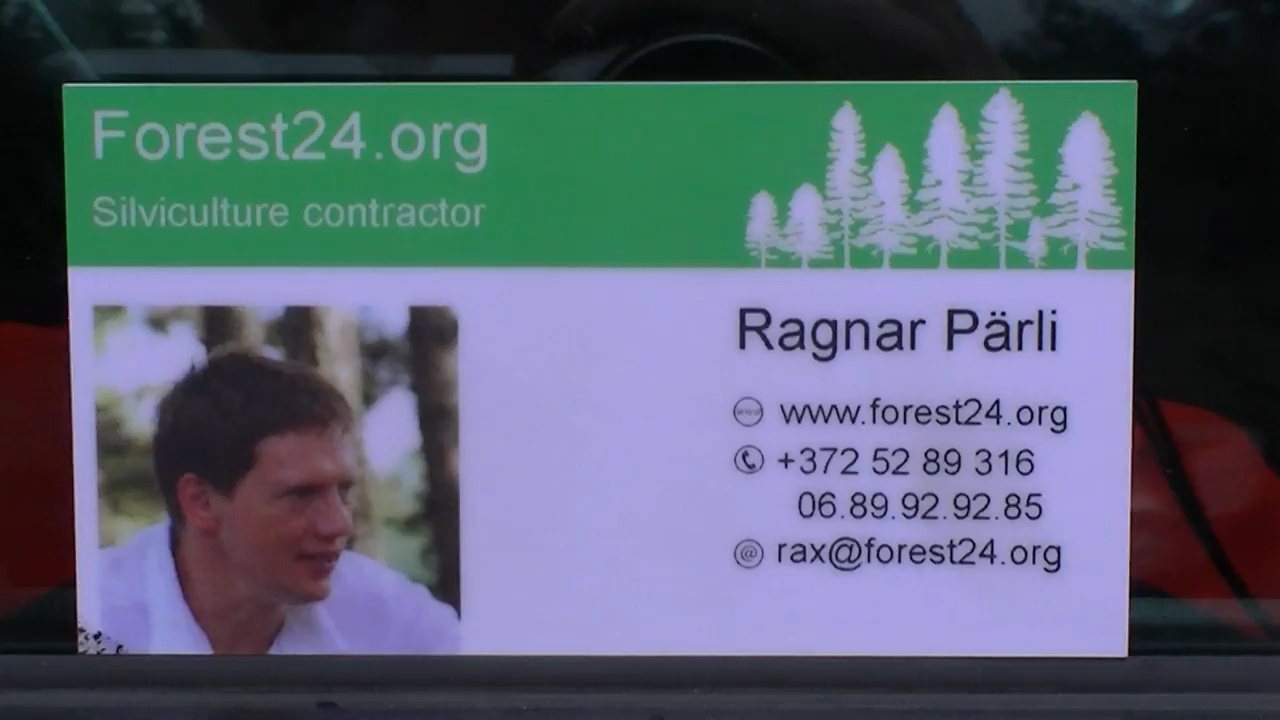 Forest24.org
Silviculture contractor
Ragnar Pärli
www.forest24.org
+372 52 89 316
06.89.92.92.85
@ rax@forest24.org